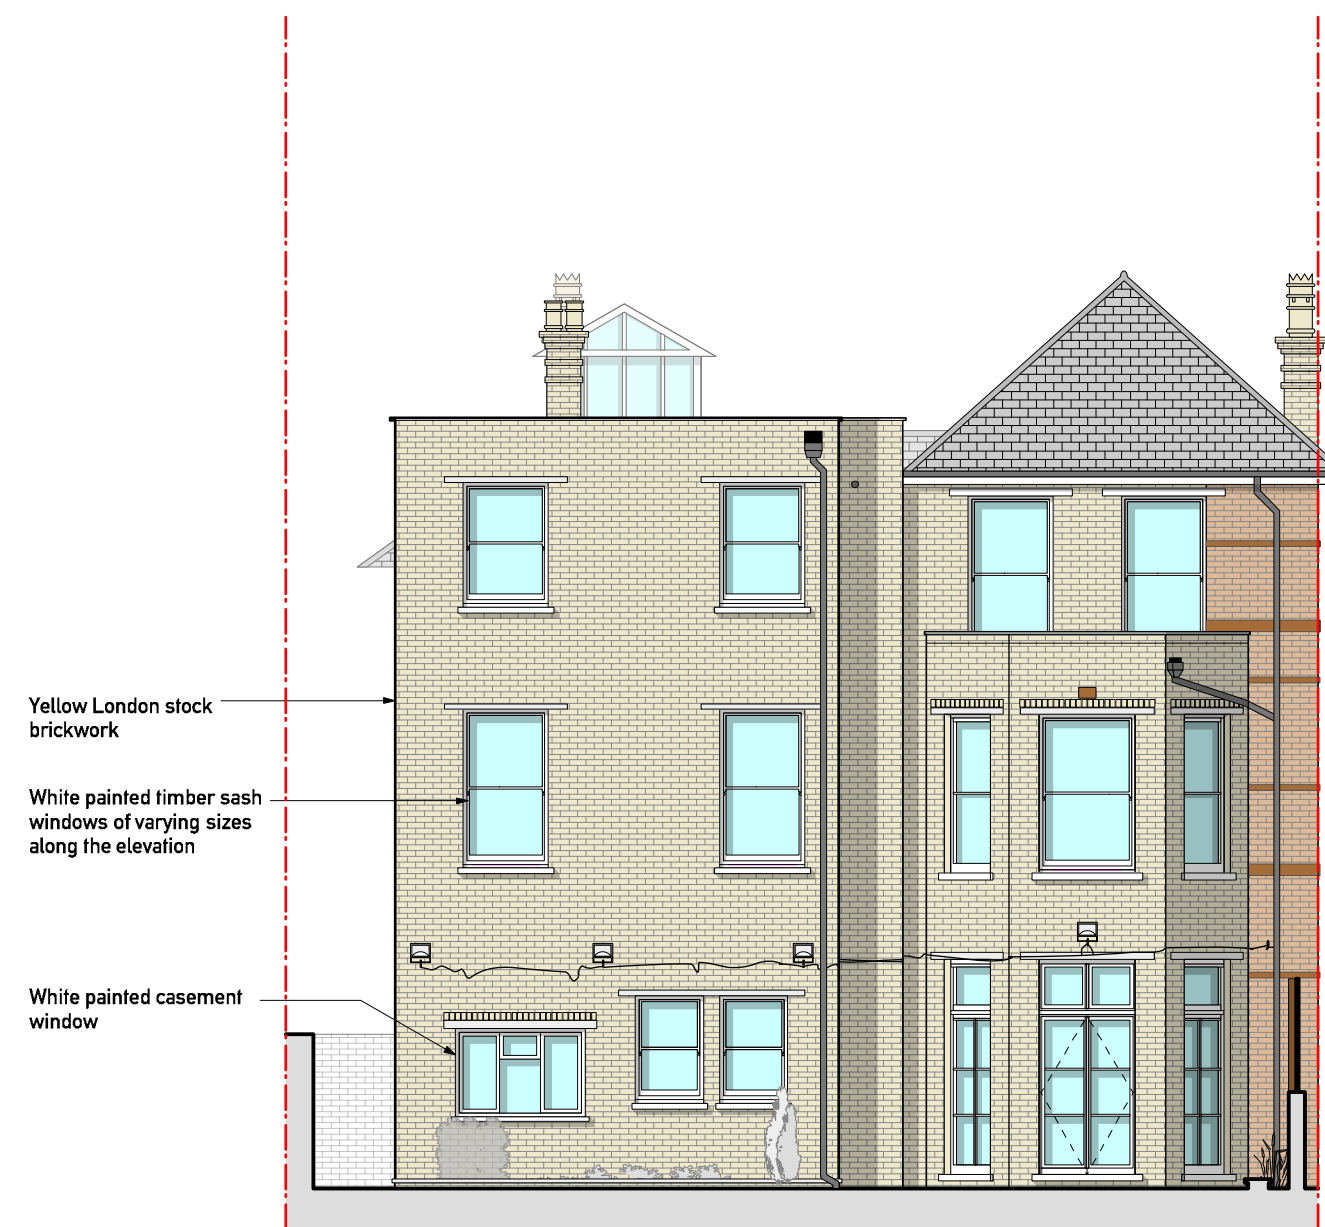 Yellow London stock
brickwork
White painted timber sash
windows of varying sizes
along the elevation
White painted casement
window